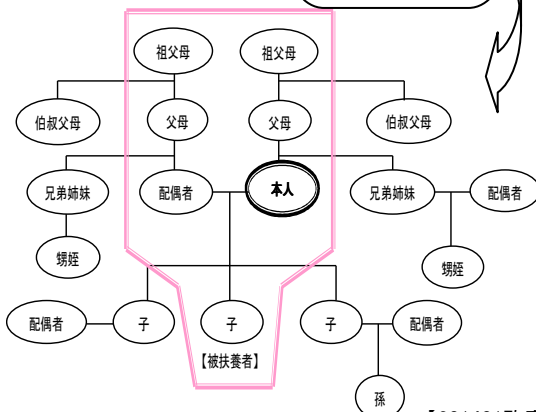 祖父母 祖父母
伯叔父母 父母 父母 伯叔父母
兄弟姉妹 配偶者 本人 兄弟姉妹 配偶者
甥姪 甥姪
配偶者 子 子 子 配偶者
【被扶養者】
孫